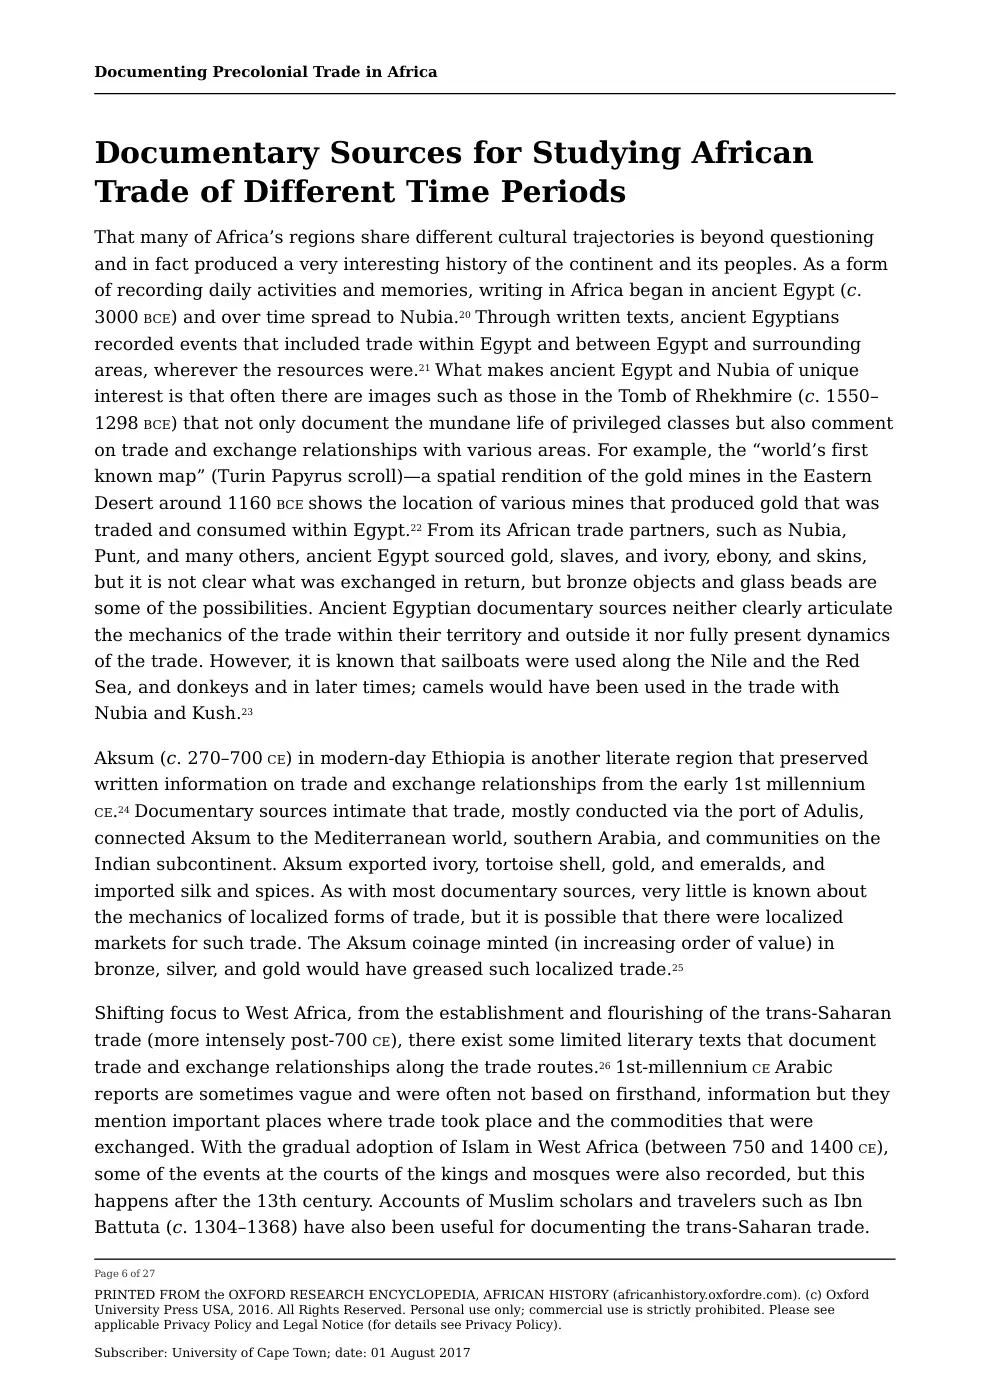 Documenting Precolonial Trade in Africa
Documentary Sources for Studying African
Trade of Different Time Periods
That many of Africa’s regions share different cultural trajectories is beyond questioning
and in fact produced a very interesting history of the continent and its peoples. As a form
of recording daily activities and memories, writing in Africa began in ancient Egypt (c.
3000 BCE) and over time spread to Nubia.20 Through written texts, ancient Egyptians
recorded events that included trade within Egypt and between Egypt and surrounding
areas, wherever the resources were.21 What makes ancient Egypt and Nubia of unique
interest is that often there are images such as those in the Tomb of Rhekhmire (c. 1550–
1298 BCE) that not only document the mundane life of privileged classes but also comment
on trade and exchange relationships with various areas. For example, the “world’s first
known map” (Turin Papyrus scroll)—a spatial rendition of the gold mines in the Eastern
Desert around 1160 BCE shows the location of various mines that produced gold that was
traded and consumed within Egypt.22 From its African trade partners, such as Nubia,
Punt, and many others, ancient Egypt sourced gold, slaves, and ivory, ebony, and skins,
but it is not clear what was exchanged in return, but bronze objects and glass beads are
some of the possibilities. Ancient Egyptian documentary sources neither clearly articulate
the mechanics of the trade within their territory and outside it nor fully present dynamics
of the trade. However, it is known that sailboats were used along the Nile and the Red
Sea, and donkeys and in later times; camels would have been used in the trade with
Nubia and Kush.23
Aksum (c. 270–700 CE) in modern-day Ethiopia is another literate region that preserved
written information on trade and exchange relationships from the early 1st millennium
CE.24 Documentary sources intimate that trade, mostly conducted via the port of Adulis,
connected Aksum to the Mediterranean world, southern Arabia, and communities on the
Indian subcontinent. Aksum exported ivory, tortoise shell, gold, and emeralds, and
imported silk and spices. As with most documentary sources, very little is known about
the mechanics of localized forms of trade, but it is possible that there were localized
markets for such trade. The Aksum coinage minted (in increasing order of value) in
bronze, silver, and gold would have greased such localized trade.25
Shifting focus to West Africa, from the establishment and flourishing of the trans-Saharan
trade (more intensely post-700 CE), there exist some limited literary texts that document
trade and exchange relationships along the trade routes.26 1st-millennium CE Arabic
reports are sometimes vague and were often not based on firsthand, information but they
mention important places where trade took place and the commodities that were
exchanged. With the gradual adoption of Islam in West Africa (between 750 and 1400 CE),
some of the events at the courts of the kings and mosques were also recorded, but this
happens after the 13th century. Accounts of Muslim scholars and travelers such as Ibn
Battuta (c. 1304–1368) have also been useful for documenting the trans-Saharan trade.
Page 6 of 27
PRINTED FROM the OXFORD RESEARCH ENCYCLOPEDIA, AFRICAN HISTORY (africanhistory.oxfordre.com). (c) Oxford
University Press USA, 2016. All Rights Reserved. Personal use only; commercial use is strictly prohibited. Please see
applicable Privacy Policy and Legal Notice (for details see Privacy Policy).
Subscriber: University of Cape Town; date: 01 August 2017